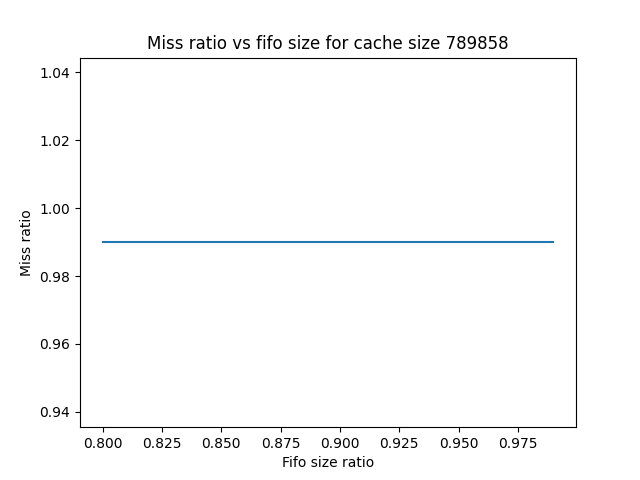 Miss ratio vs fifo size for cache size 789858
1.04
1.02
1.00
0.98
0.96
0.94
Miss ratio
0.800 0.825 0.850 0.875 0.900 0.925 0.950 0.975
Fifo size ratio